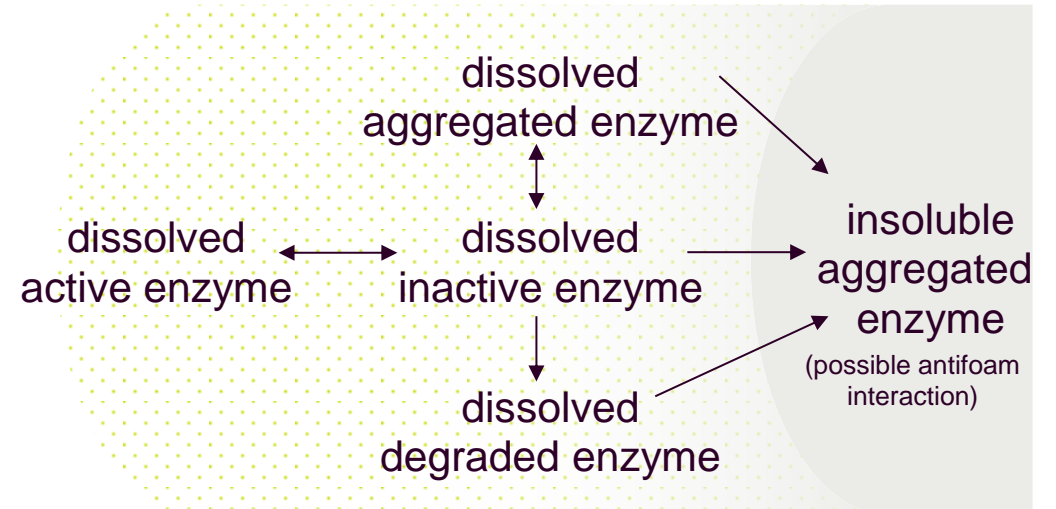 dissolved
aggregated enzyme
dissolved
active enzyme
dissolved
inactive enzyme
insoluble
aggregated
enzyme
(possible antifoam
interaction)
dissolved
degraded enzyme